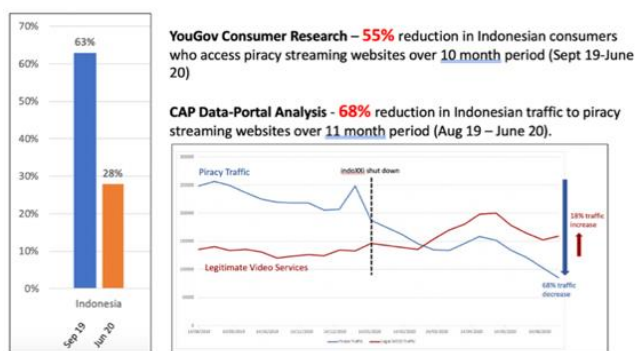 70%
60%
50%
40%
30%
20%
10%
0%
63%
28%
Indonesia
Sep 19
Jun 20
YouGov Consumer Research – 55% reduction in Indonesian consumers
who access piracy streaming websites over 10 month period (Sept 19-June
20)
CAP Data-Portal Analysis - 68% reduction in Indonesian traffic to piracy
streaming websites over 11 month period (Aug 19 – June 20).
Piracy Traffic
indoXXi shut down
Legitimate Video Services
18% traffic
increase
68% traffic
decrease